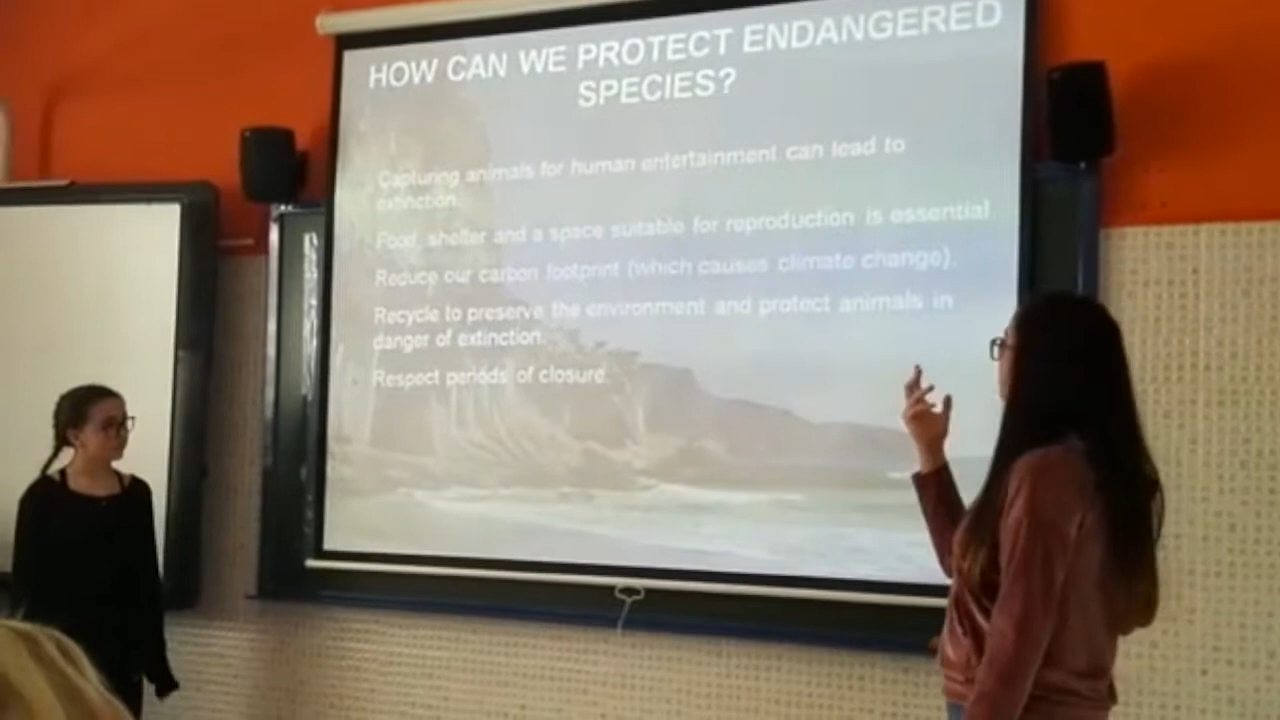 HOW CAN WE PROTECT ENDANGERED
SPECIES?
Capturing animals for human entertainment can lead to
extinction.
Food, shelter and a space suitable for reproduction is essential
Reduce our carbon footprint (which causes climate change).
Recycle to preserve the environment and protect animals in
danger of extinction.
Respect periods of closure.